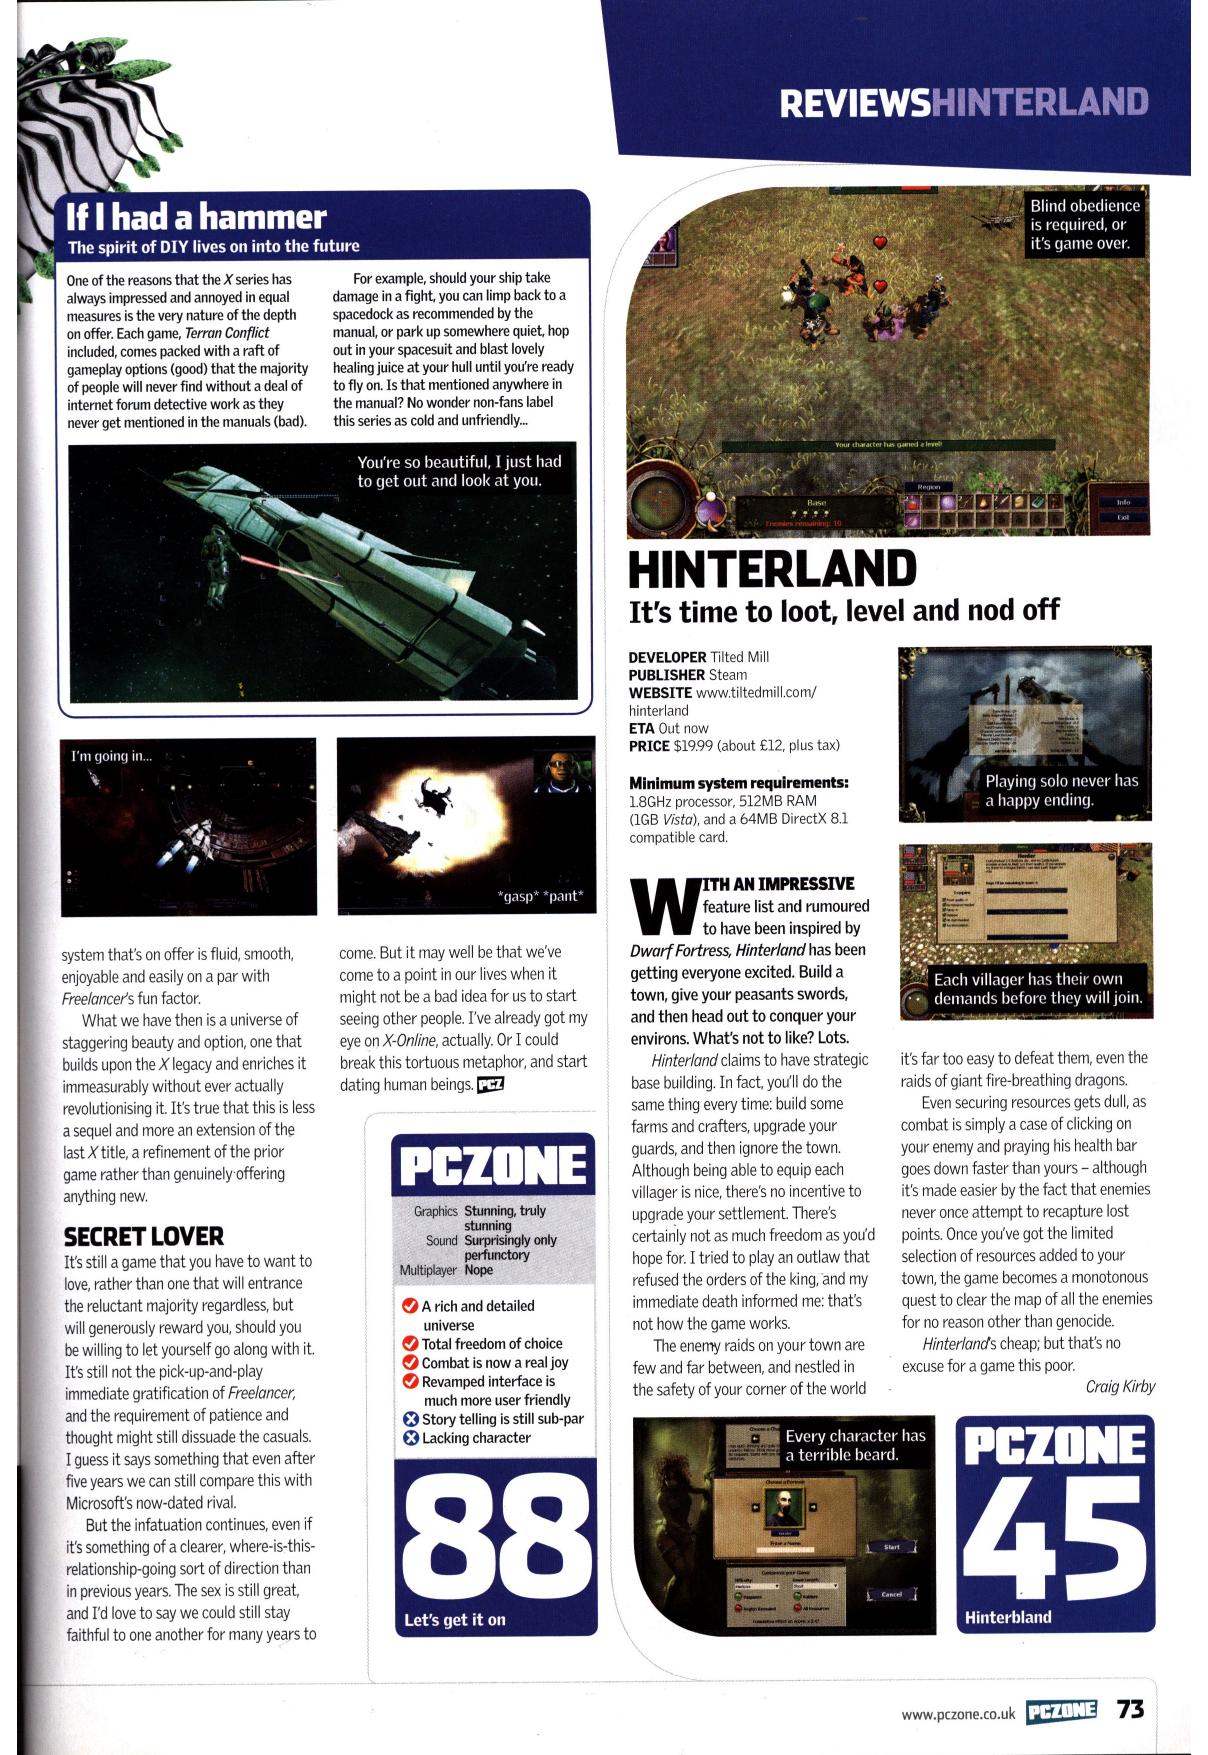 REVIEWSHINTERLAND
If I had a hammer
The spirit of DIY lives on into the future
One of the reasons that the X series has
always impressed and annoyed in equal
measures is the very nature of the depth
on offer. Each game, Terran Conflict
included, comes packed with a raft of
gameplay options (good) that the majority
of people will never find without a deal of
internet forum detective work as they
never get mentioned in the manuals (bad).
For example, should your ship take
damage in a fight, you can limp back to a
spacedock as recommended by the
manual, or park up somewhere quiet, hop
out in your spacesuit and blast lovely
healing juice at your hull until you're ready
to fly on. Is that mentioned anywhere in
the manual? No wonder non-fans label
this series as cold and unfriendly...
You're so beautiful, I just had
to get out and look at you.
I'm going in...
*gasp* *pant*
system that's on offer is fluid, smooth,
enjoyable and easily on a par with
Freelancer's fun factor.
What we have then is a universe of
staggering beauty and option, one that
builds upon the X legacy and enriches it
immeasurably without ever actually
revolutionising it. It's true that this is less
a sequel and more an extension of the
last X title, a refinement of the prior
game rather than genuinely offering
anything new.
SECRET LOVER
It's still a game that you have to want to
love, rather than one that will entrance
the reluctant majority regardless, but
will generously reward you, should you
be willing to let yourself go along with it.
It's still not the pick-up-and-play
immediate gratification of Freelancer,
and the requirement of patience and
thought might still dissuade the casuals.
I guess it says something that even after
five years we can still compare this with
Microsoft's now-dated rival.
But the infatuation continues, even if
it's something of a clearer, where-is-this-
relationship-going sort of direction than
in previous years. The sex is still great,
and I'd love to say we could still stay
faithful to one another for many years to
come. But it may well be that we've
come to a point in our lives when it
might not be a bad idea for us to start
seeing other people. I've already got my
eye on X-Online, actually. Or I could
break this tortuous metaphor, and start
dating human beings. PCZ
PCZONE
Graphics Stunning, truly
stunning
Sound Surprisingly only
perfunctory
Multiplayer Nope
A rich and detailed
universe
Total freedom of choice
Combat is now a real joy
Revamped interface is
much more user friendly
Story telling is still sub-par
Lacking character
88
Let's get it on
Blind obedience
is required, or
it's game over.
Your character has gained a level!
Region
Base
Enemies remaining: 10
Info
Exit
HINTERLAND
It's time to loot, level and nod off
DEVELOPER Tilted Mill
PUBLISHER Steam
WEBSITE www.tiltedmill.com/
hinterland
ETA Out now
PRICE $19.99 (about £12, plus tax)
Minimum system requirements:
1.8GHz processor, 512MB RAM
(1GB Vista), and a 64MB DirectX 8.1
compatible card.
Playing solo never has
a happy ending.
Herder
Each villager has their own
demands before they will join.
WITH AN IMPRESSIVE
feature list and rumoured
to have been inspired by
Dwarf Fortress, Hinterland has been
getting everyone excited. Build a
town, give your peasants swords,
and then head out to conquer your
environs. What's not to like? Lots.
Hinterland claims to have strategic
base building. In fact, you'll do the
same thing every time: build some
farms and crafters, upgrade your
guards, and then ignore the town.
Although being able to equip each
villager is nice, there's no incentive to
upgrade your settlement. There's
certainly not as much freedom as you'd
hope for. I tried to play an outlaw that
refused the orders of the king, and my
immediate death informed me: that's
not how the game works.
The enemy raids on your town are
few and far between, and nestled in
the safety of your corner of the world
it's far too easy to defeat them, even the
raids of giant fire-breathing dragons.
Even securing resources gets dull, as
combat is simply a case of clicking on
your enemy and praying his health bar
goes down faster than yours – although
it's made easier by the fact that enemies
never once attempt to recapture lost
points. Once you've got the limited
selection of resources added to your
town, the game becomes a monotonous
quest to clear the map of all the enemies
for no reason other than genocide.
Hinterland's cheap; but that's no
excuse for a game this poor.
Craig Kirby
Every character has
a terrible beard.
Choose a Portrait
Enter a Name
Start
Customize your Game
Cancel
PCZONE
45
Hinterbland
www.pczone.co.uk PCZONE 73